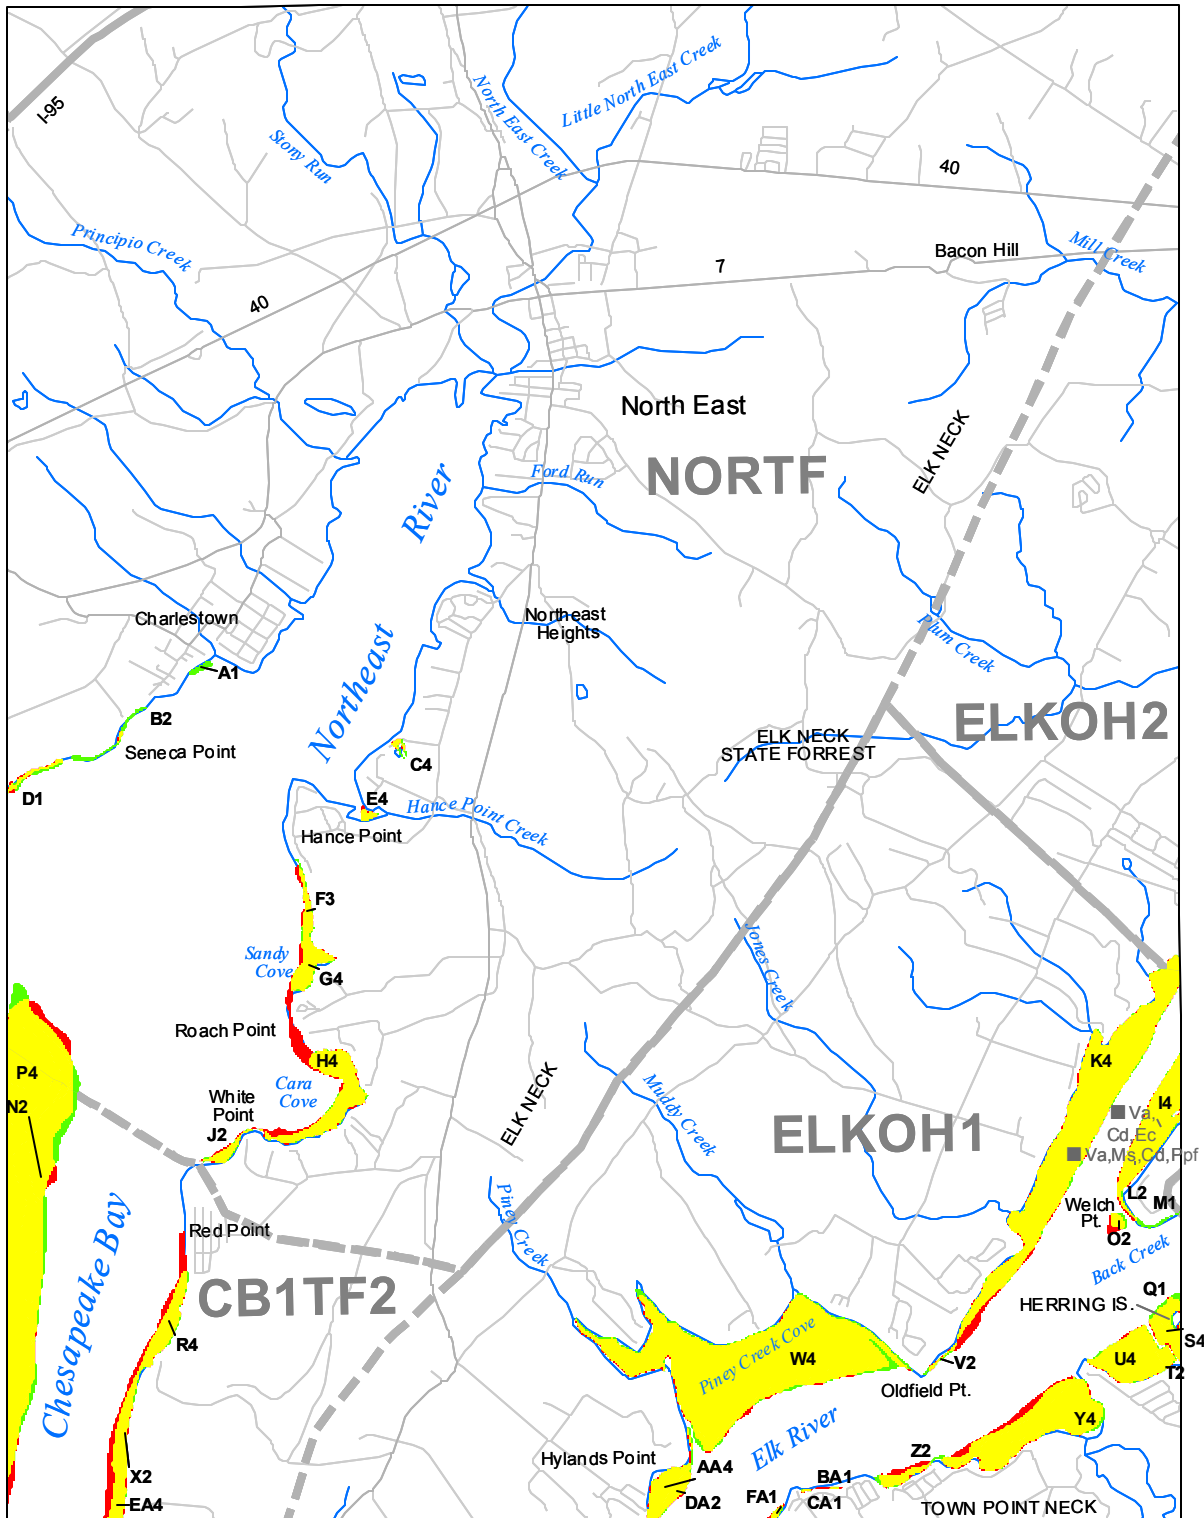 I-95
Stony Run
North East Creek
Little North East Creek
40
Principio Creek
Bacon Hill
Mill Creek
7
40
North East
NORTF
ELK NECK
River
Ford Run
Charlestown
Northeast
Heights
Northeast
Plum Creek
A1
B2
Seneca Point
ELKOH2
ELK NECK
STATE FORREST
C4
D1
E4
Hance Point Creek
Hance Point
F3
Sandy
Cove
G4
Jones Creek
Roach Point
H4
P4
N2
Cara
Cove
White
Point
J2
ELK NECK
Muddy Creek
K4
I4
Va,
Cd,Ec
Va,Ms,Cd,Ppf
ELKOH1
L2
M1
Welch
Pt.
O2
Back Creek
Piney Creek
Red Point
Chesapeake Bay
CB1TF2
Q1
HERRING IS.
S4
R4
U4
T2
Piney Creek Cove
W4
V2
Oldfield Pt.
Y4
Elk River
Z2
Hylands Point
AA4
X2
BA1
EA4
DA2
FA1
CA1
TOWN POINT NECK